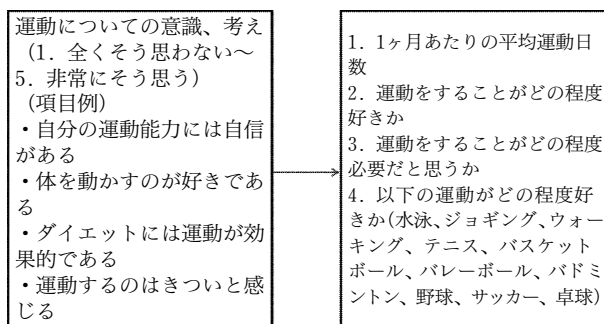 運動についての意識、考え
(1. 全くそう思わない～
5. 非常にそう思う)
(項目例)
・自分の運動能力には自信
がある
・体を動かすのが好きであ
る
・ダイエットには運動が効
果的である
・運動するのはきついと感
じる
1. 1ヶ月あたりの平均運動日
数
2. 運動をすることがどの程度
好きか
3. 運動をすることがどの程度
必要だと思うか
4. 以下の運動がどの程度好
きか(水泳、ジョギング、ウォー
キング、テニス、バスケット
ボール、バレーボール、バドミ
ントン、野球、サッカー、卓球)